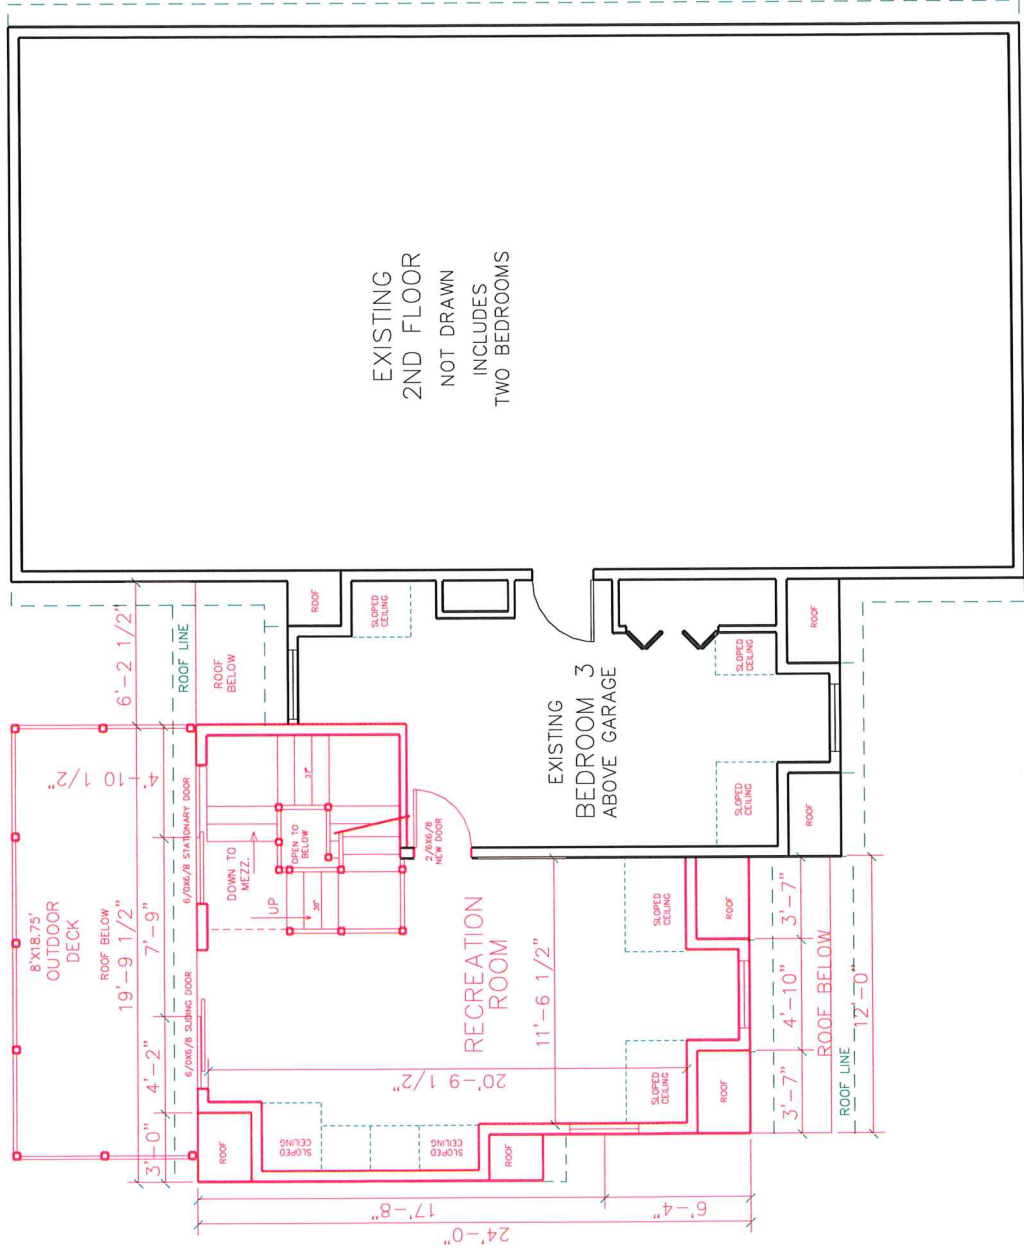 EXISTING
2ND FLOOR
NOT DRAWN
INCLUDES
TWO BEDROOMS
6'-2 1/2"
ROOF LINE
ROOF
BELOW
ROOF
SLOPED
CEILING
ROOF
SLOPED
CEILING
EXISTING
BEDROOM 3
ABOVE GARAGE
SLOPED
CEILING
ROOF
4'-10 1/2"
6/0X6/8 STATIONARY DOOR
37"
DOWN TO
MEZZ.
OPEN TO
BELOW
UP
36"
2/6X6/8
NEW DOOR
8'X18.75'
OUTDOOR
DECK
ROOF BELOW
19'-9 1/2"
7'-9"
RECREATION
ROOM
11'-6 1/2"
SLOPED
CEILING
ROOF
3'-7"
4'-10"
ROOF BELOW
12'-0"
6/0X6/8 SLIDING DOOR
4'-2"
3'-0"
20'-9 1/2"
SLOPED
CEILING
ROOF
3'-7"
ROOF LINE
ROOF
SLOPED
CEILING
SLOPED
CEILING
ROOF
17'-8"
6'-4"
24'-0"